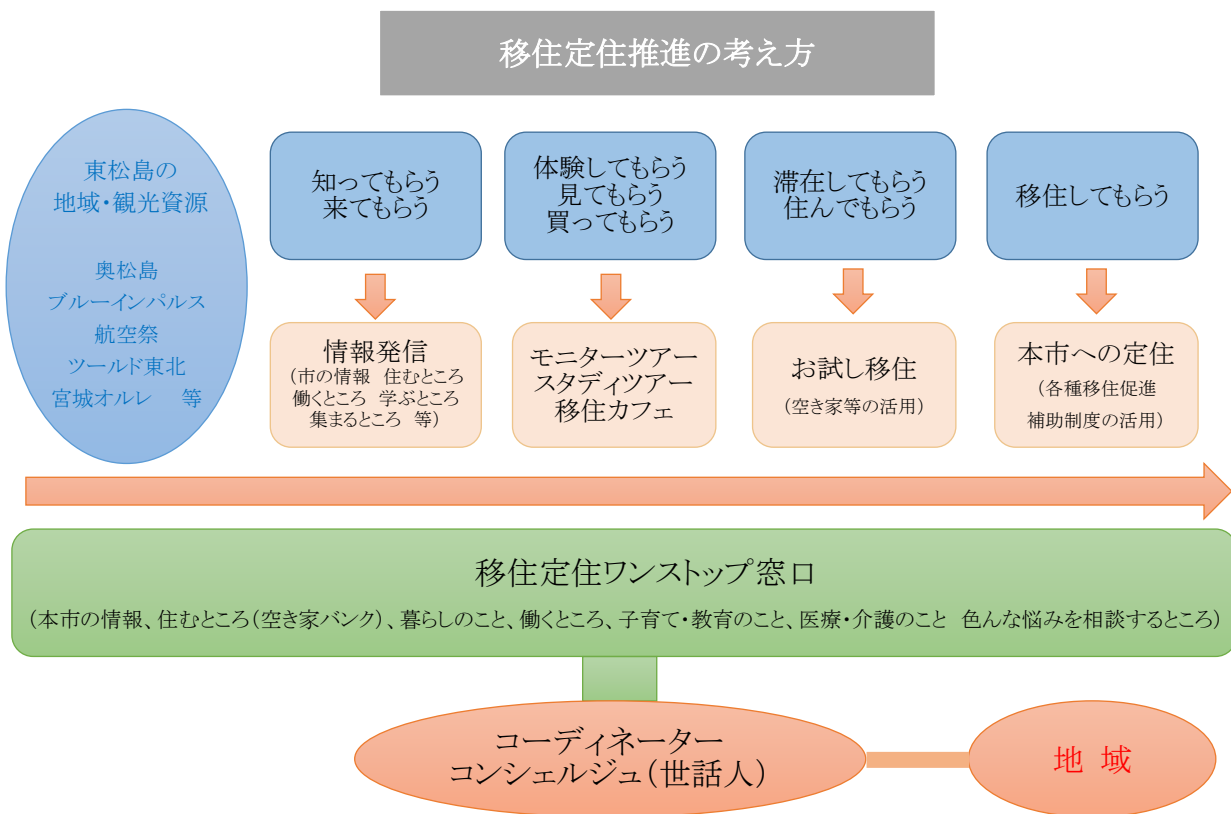 移住定住推進の考え方
東松島の
地域・観光資源
奥松島
ブルーインパルス
航空祭
ツールド東北
宮城オルレ　等
知ってもらう
来てもらう
体験してもらう
見てもらう
買ってもらう
滞在してもらう
住んでもらう
移住してもらう
情報発信
(市の情報　住むところ
働くところ　学ぶところ
集まるところ　等)
モニターツアー
スタディツアー
移住カフェ
お試し移住
(空き家等の活用)
本市への定住
(各種移住促進
補助制度の活用)
移住定住ワンストップ窓口
(本市の情報、住むところ(空き家バンク)、暮らしのこと、働くところ、子育て・教育のこと、医療・介護のこと　色んな悩みを相談するところ)
コーディネーター
コンシェルジュ(世話人)
地 域